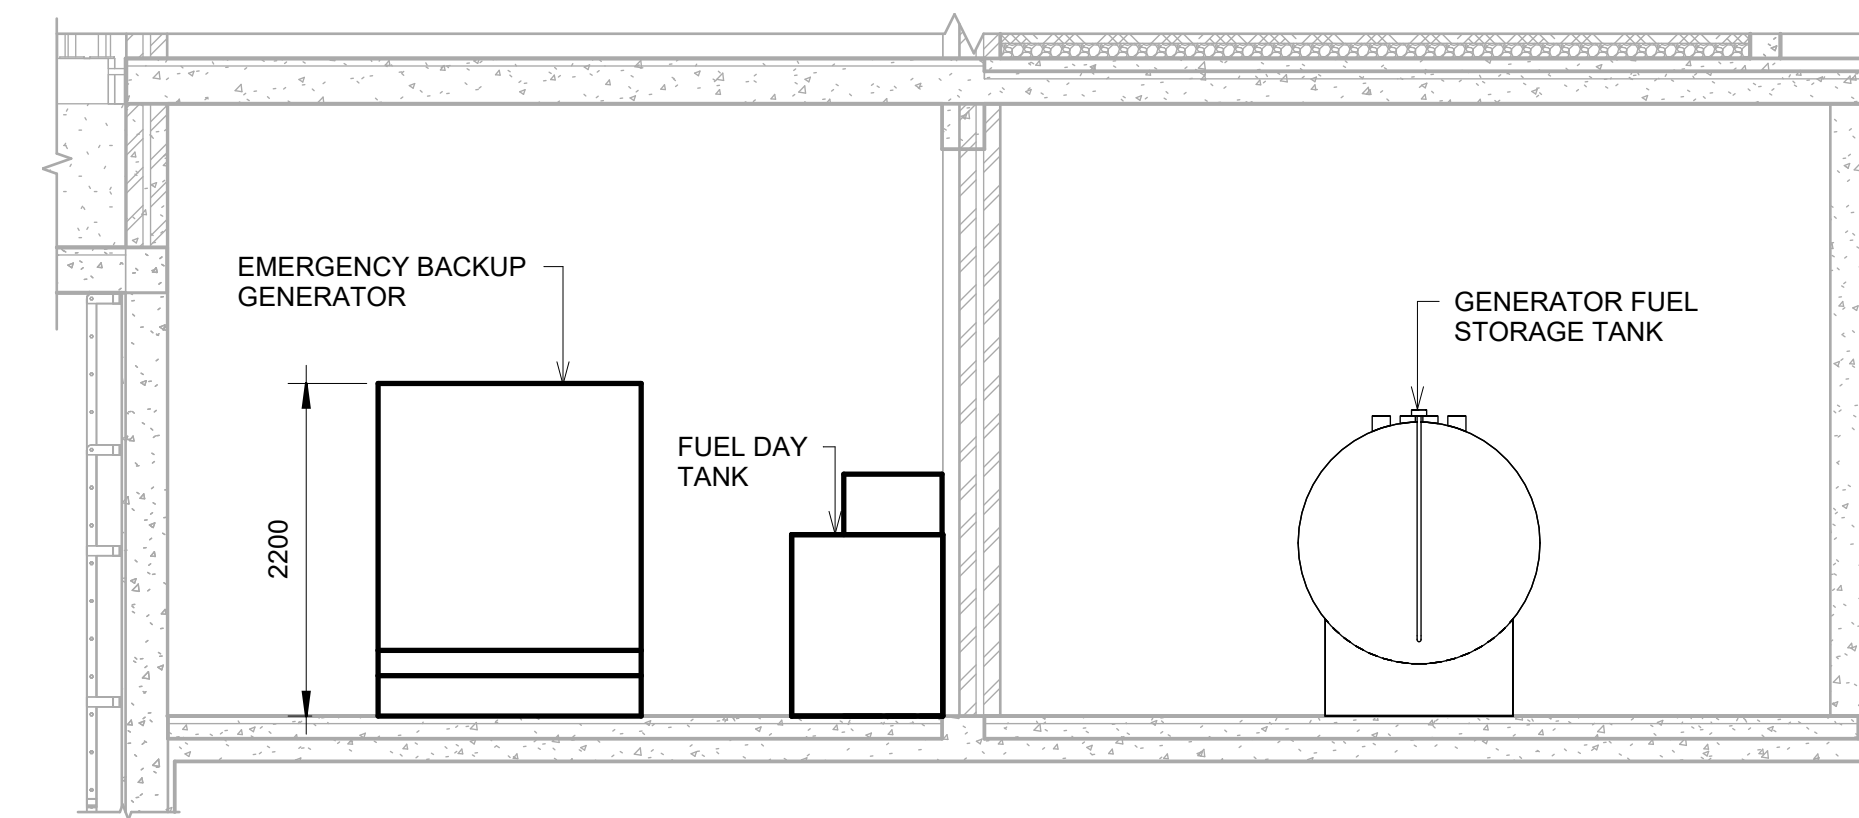 EMERGENCY BACKUP
GENERATOR
GENERATOR FUEL
STORAGE TANK
FUEL DAY
TANK
2200